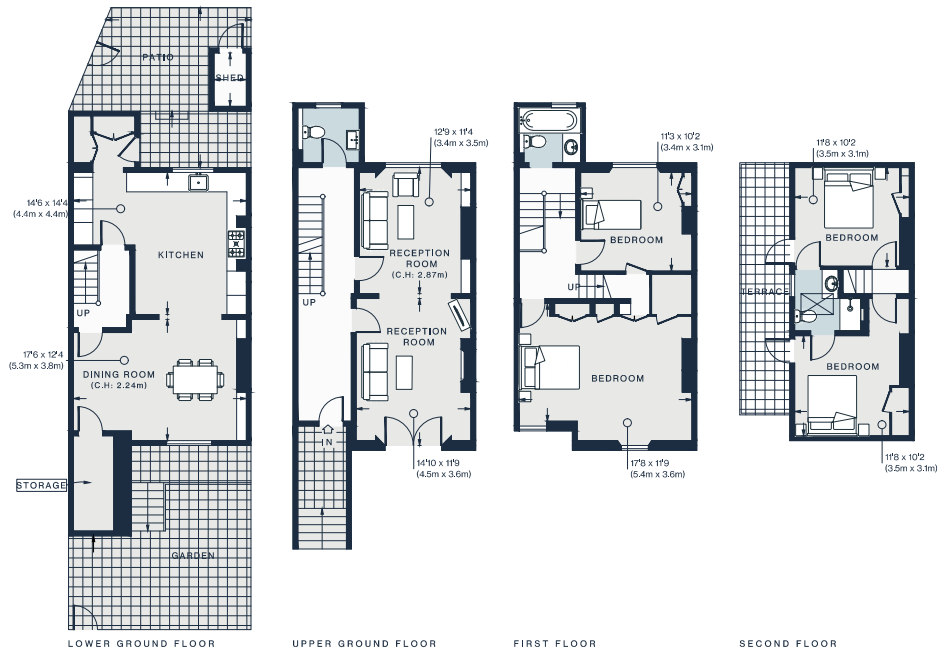 PATIO
SHED
14'6 x 14'4
(4.4m x 4.4m)
KITCHEN
UP
17'6 x 12'4
(5.3m x 3.8m)
DINING ROOM
(C.H: 2.24m)
STORAGE
GARDEN
LOWER GROUND FLOOR
12'9 x 11'4
(3.4m x 3.5m)
RECEPTION
ROOM
(C.H: 2.87m)
UP
RECEPTION
ROOM
IN
14'10 x 11'9
(4.5m x 3.6m)
UPPER GROUND FLOOR
11'3 x 10'2
(3.4m x 3.1m)
BEDROOM
UP
BEDROOM
17'8 x 11'9
(5.4m x 3.6m)
FIRST FLOOR
11'8 x 10'2
(3.5m x 3.1m)
BEDROOM
TERRACE
BEDROOM
11'8 x 10'2
(3.5m x 3.1m)
SECOND FLOOR